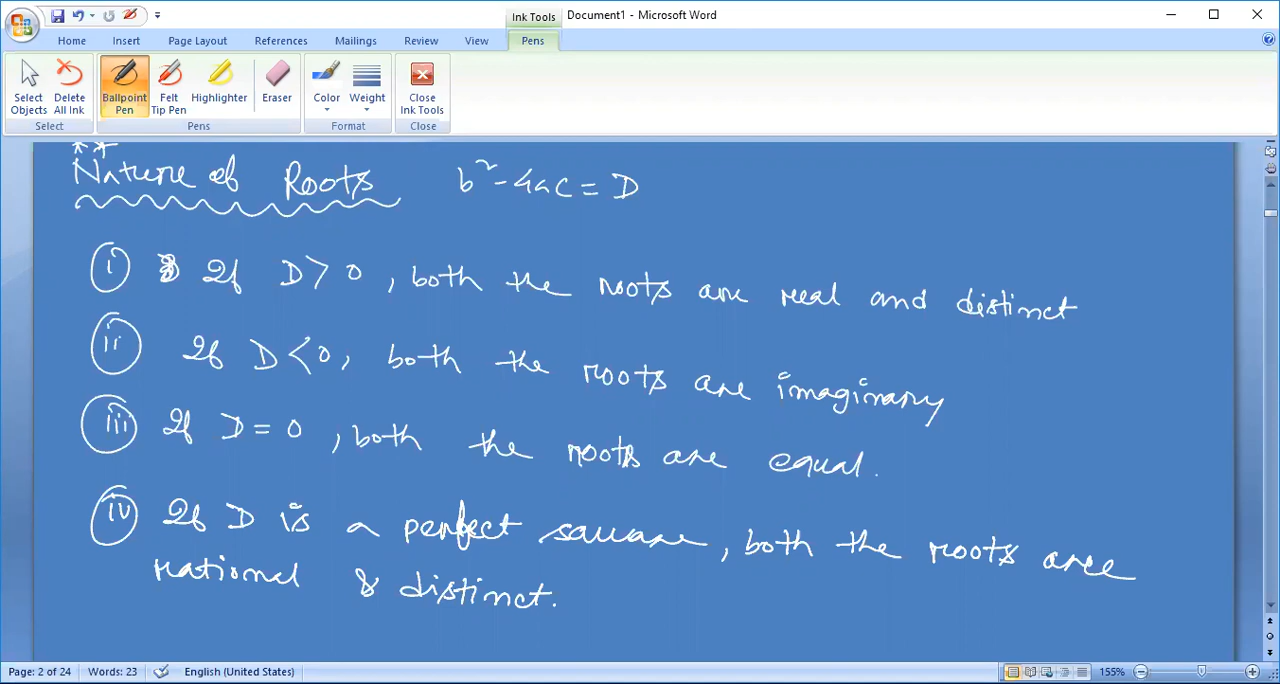 Ink Tools
Document1 - Microsoft Word
Home Insert Page Layout References Mailings Review View Pens
Select Objects
Delete All Ink
Ballpoint Pen
Felt Tip Pen
Highlighter
Eraser
Color
Weight
Close Ink Tools
Select
Pens
Format
Close
**
Nature of Roots b²-4ac = D
(i) If D > 0, both the roots are real and distinct
(ii) If D < 0, both the roots are imaginary
(iii) If D = 0, both the roots are equal.
(iv) If D is a perfect square, both the roots are
rational & distinct.
Page: 2 of 24 Words: 23 English (United States) 155%